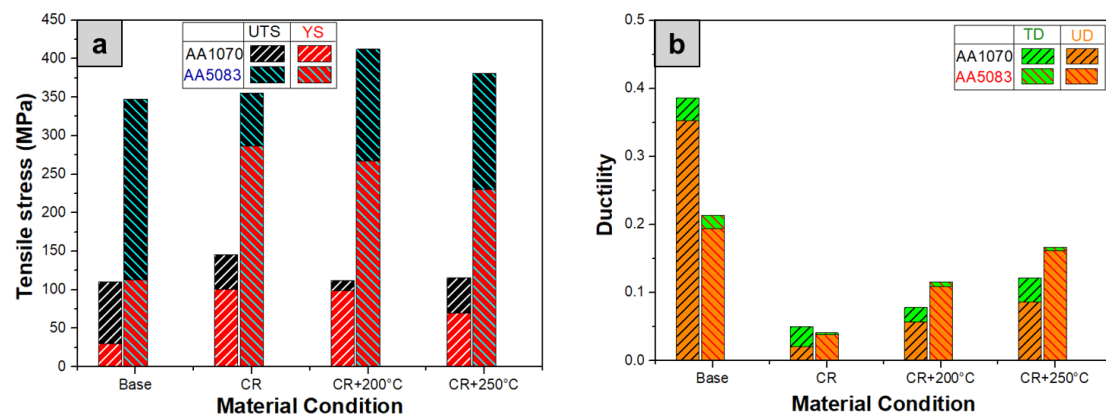 a
UTS YS
AA1070
AA5083
450
400
350
300
250
200
150
100
50
0
Tensile stress (MPa)
Base CR CR+200°C CR+250°C
Material Condition
b
TD UD
AA1070
AA5083
0.5
0.4
0.3
0.2
0.1
0.0
Ductility
Base CR CR+200°C CR+250°C
Material Condition